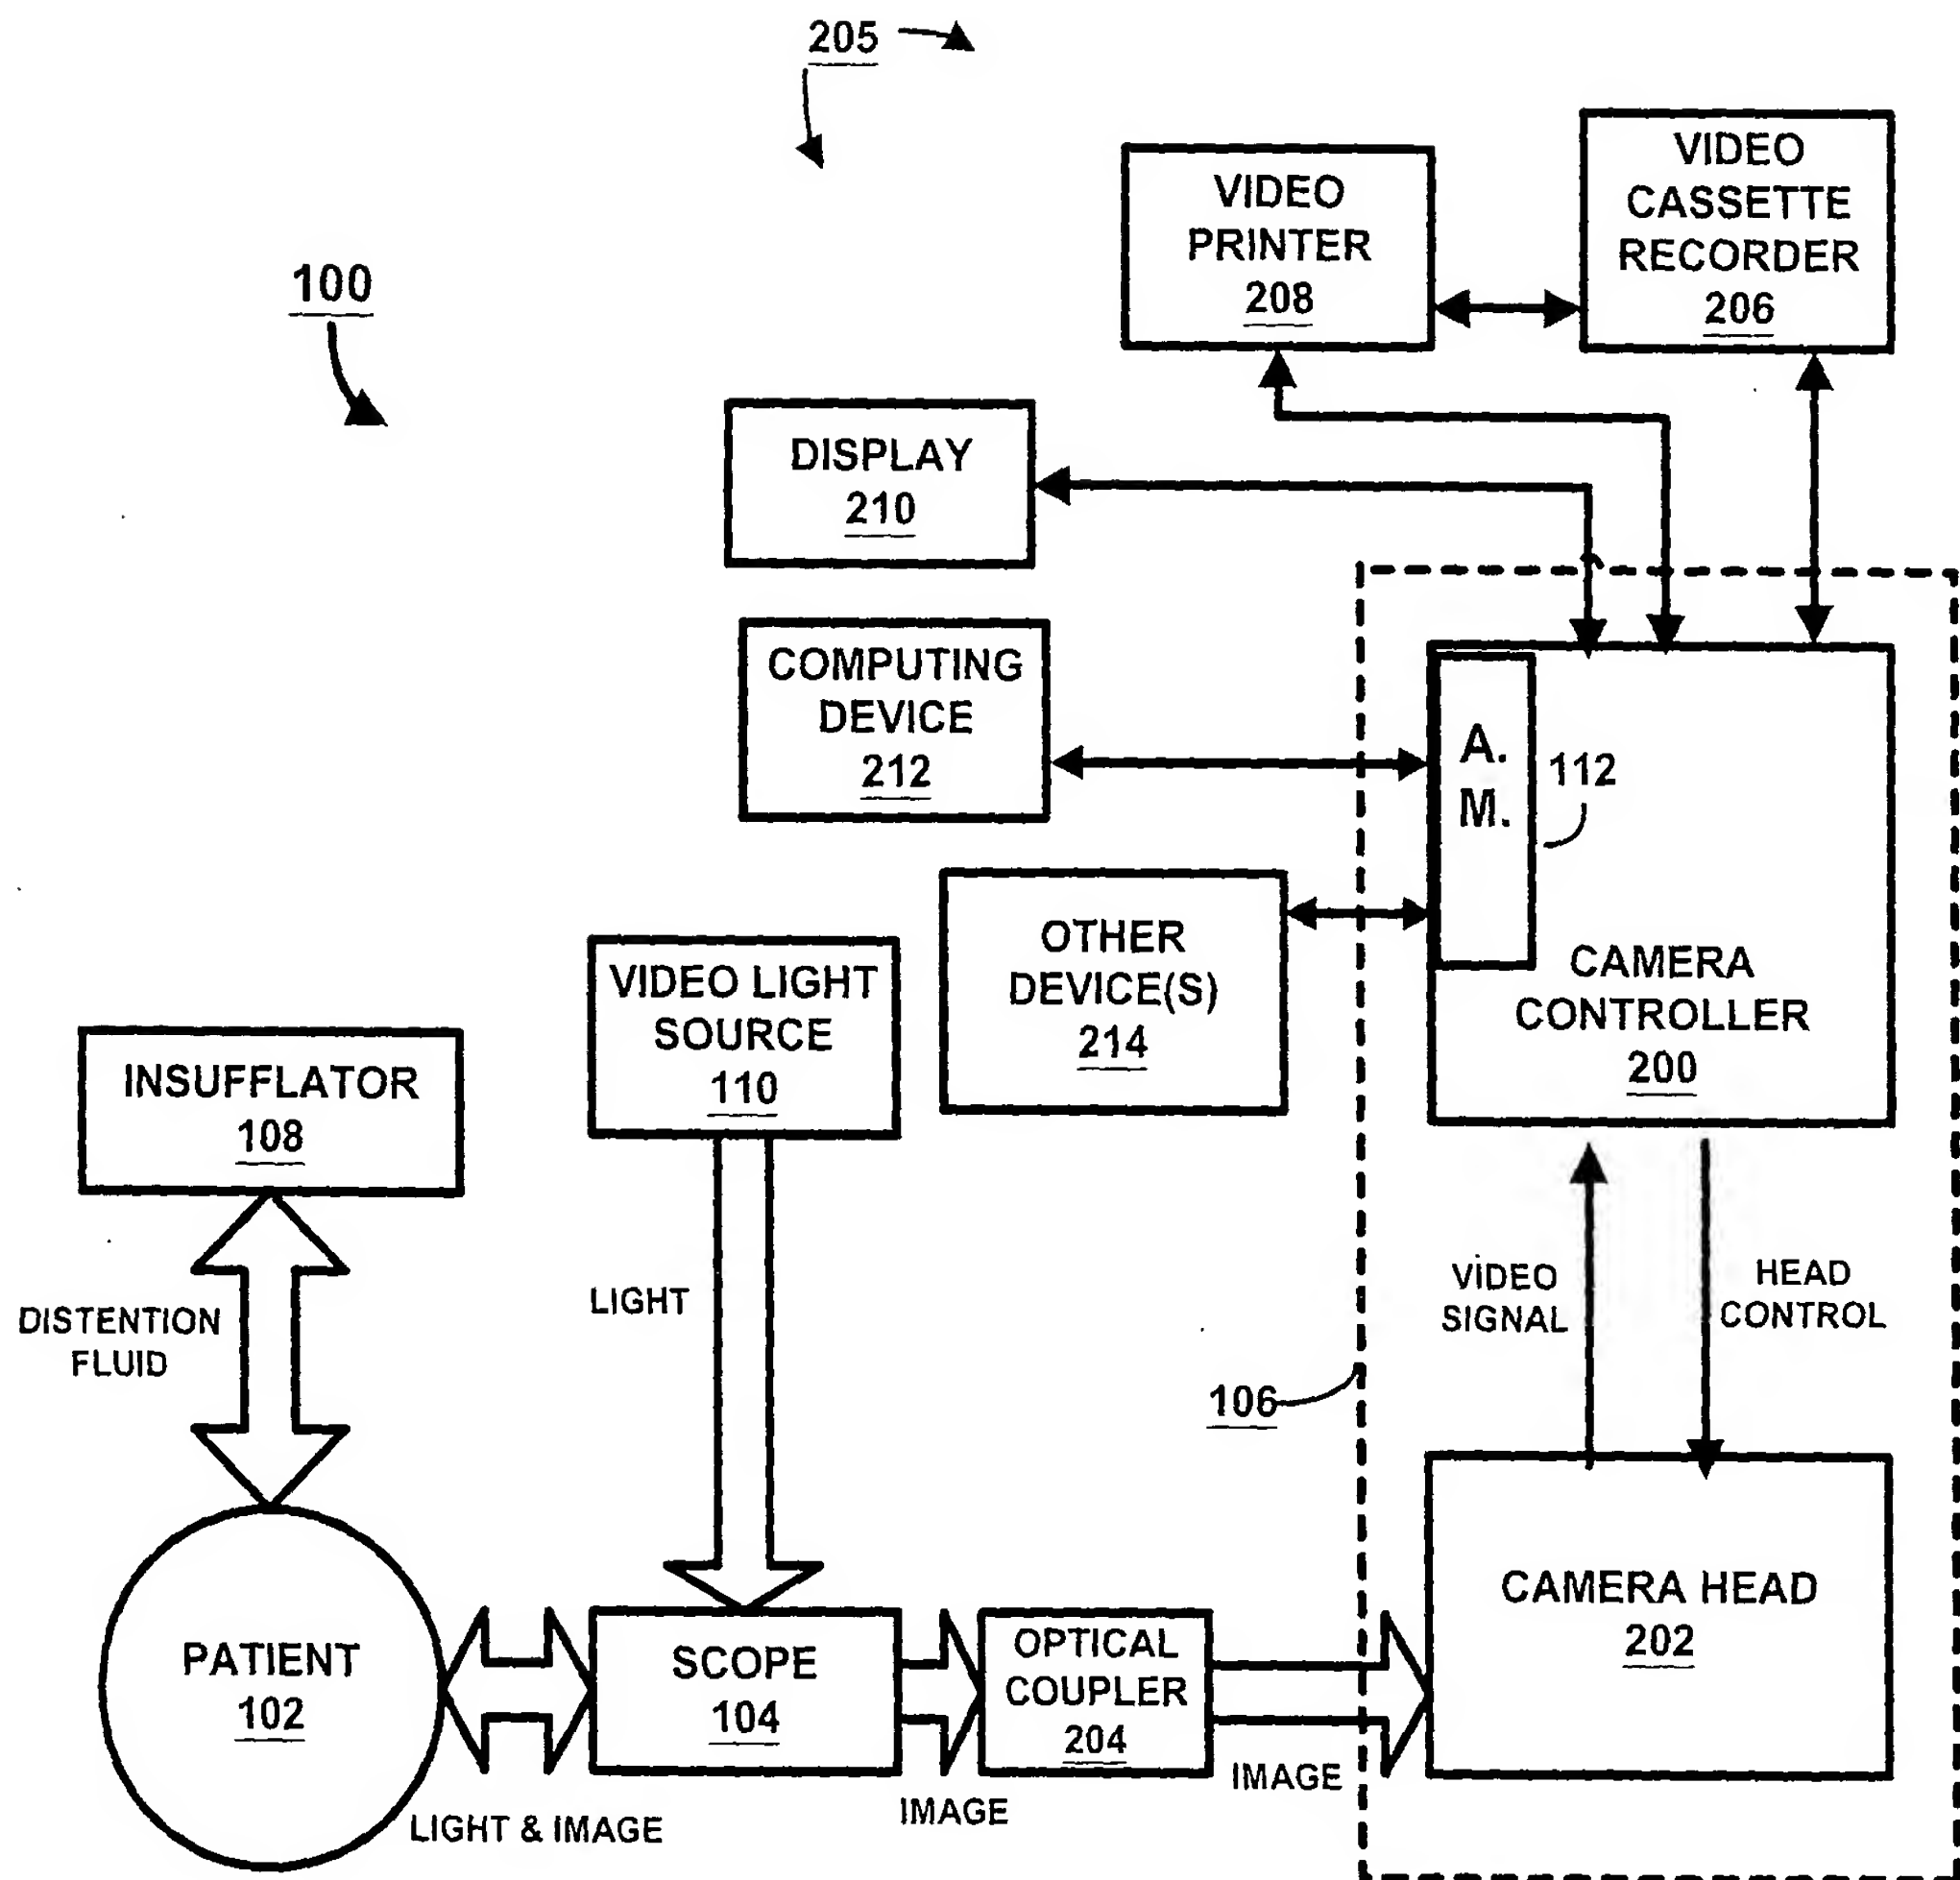 205
100
VIDEO
PRINTER
208
VIDEO
CASSETTE
RECORDER
206
DISPLAY
210
COMPUTING
DEVICE
212
A.
M.
112
OTHER
DEVICE(S)
214
CAMERA
CONTROLLER
200
VIDEO LIGHT
SOURCE
110
INSUFFLATOR
108
DISTENTION
FLUID
LIGHT
VIDEO
SIGNAL
HEAD
CONTROL
106
PATIENT
102
SCOPE
104
OPTICAL
COUPLER
204
CAMERA HEAD
202
LIGHT & IMAGE
IMAGE
IMAGE